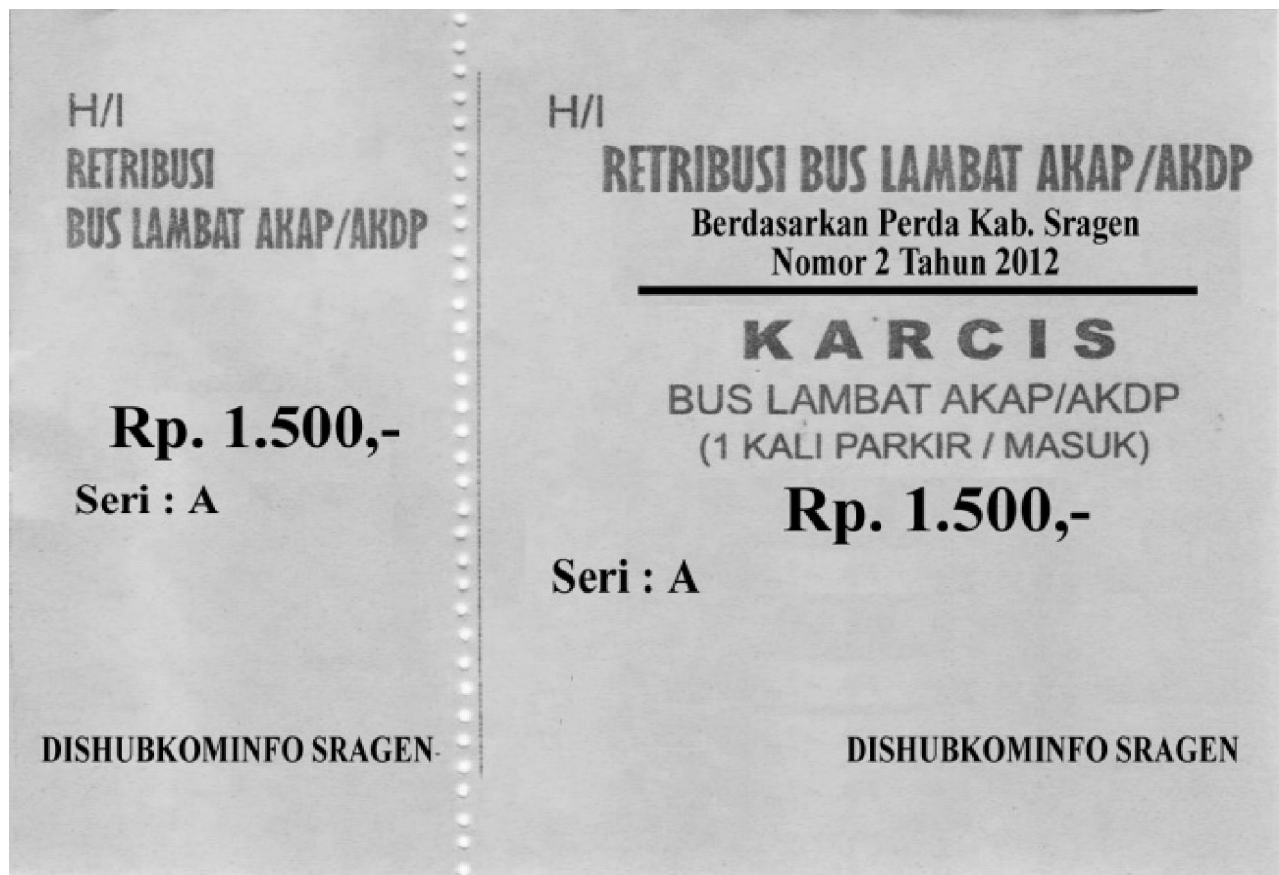 H/I
RETRIBUSI
BUS LAMBAT AKAP/AKDP
Rp. 1.500,-
Seri : A
DISHUBKOMINFO SRAGEN
H/I
RETRIBUSI BUS LAMBAT AKAP/AKDP
Berdasarkan Perda Kab. Sragen
Nomor 2 Tahun 2012
KARCIS
BUS LAMBAT AKAP/AKDP
(1 KALI PARKIR / MASUK)
Rp. 1.500,-
Seri : A
DISHUBKOMINFO SRAGEN